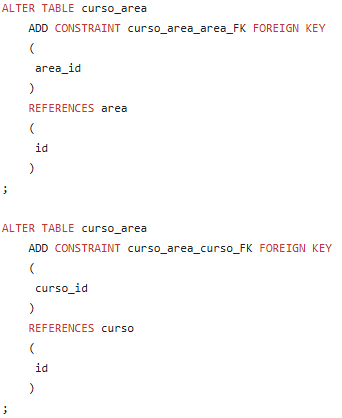 ALTER TABLE curso_area
    ADD CONSTRAINT curso_area_area_FK FOREIGN KEY
    (
     area_id
    )
    REFERENCES area
    (
     id
    )
;

ALTER TABLE curso_area
    ADD CONSTRAINT curso_area_curso_FK FOREIGN KEY
    (
     curso_id
    )
    REFERENCES curso
    (
     id
    )
;